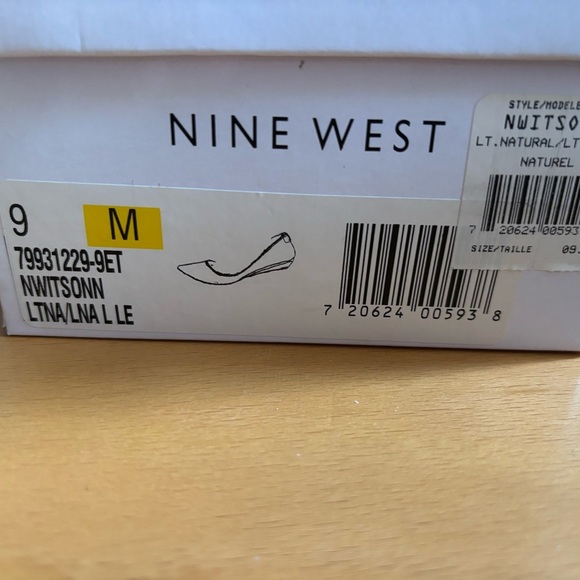 NINE WEST
STYLE/MODELE
NWITSO
LT.NATURAL/LT
NATUREL
7 20624 00593
SIZE/TAILLE 09.
9 M
79931229-9ET
NWITSONN
LTNA/LNA L LE
7 20624 00593 8